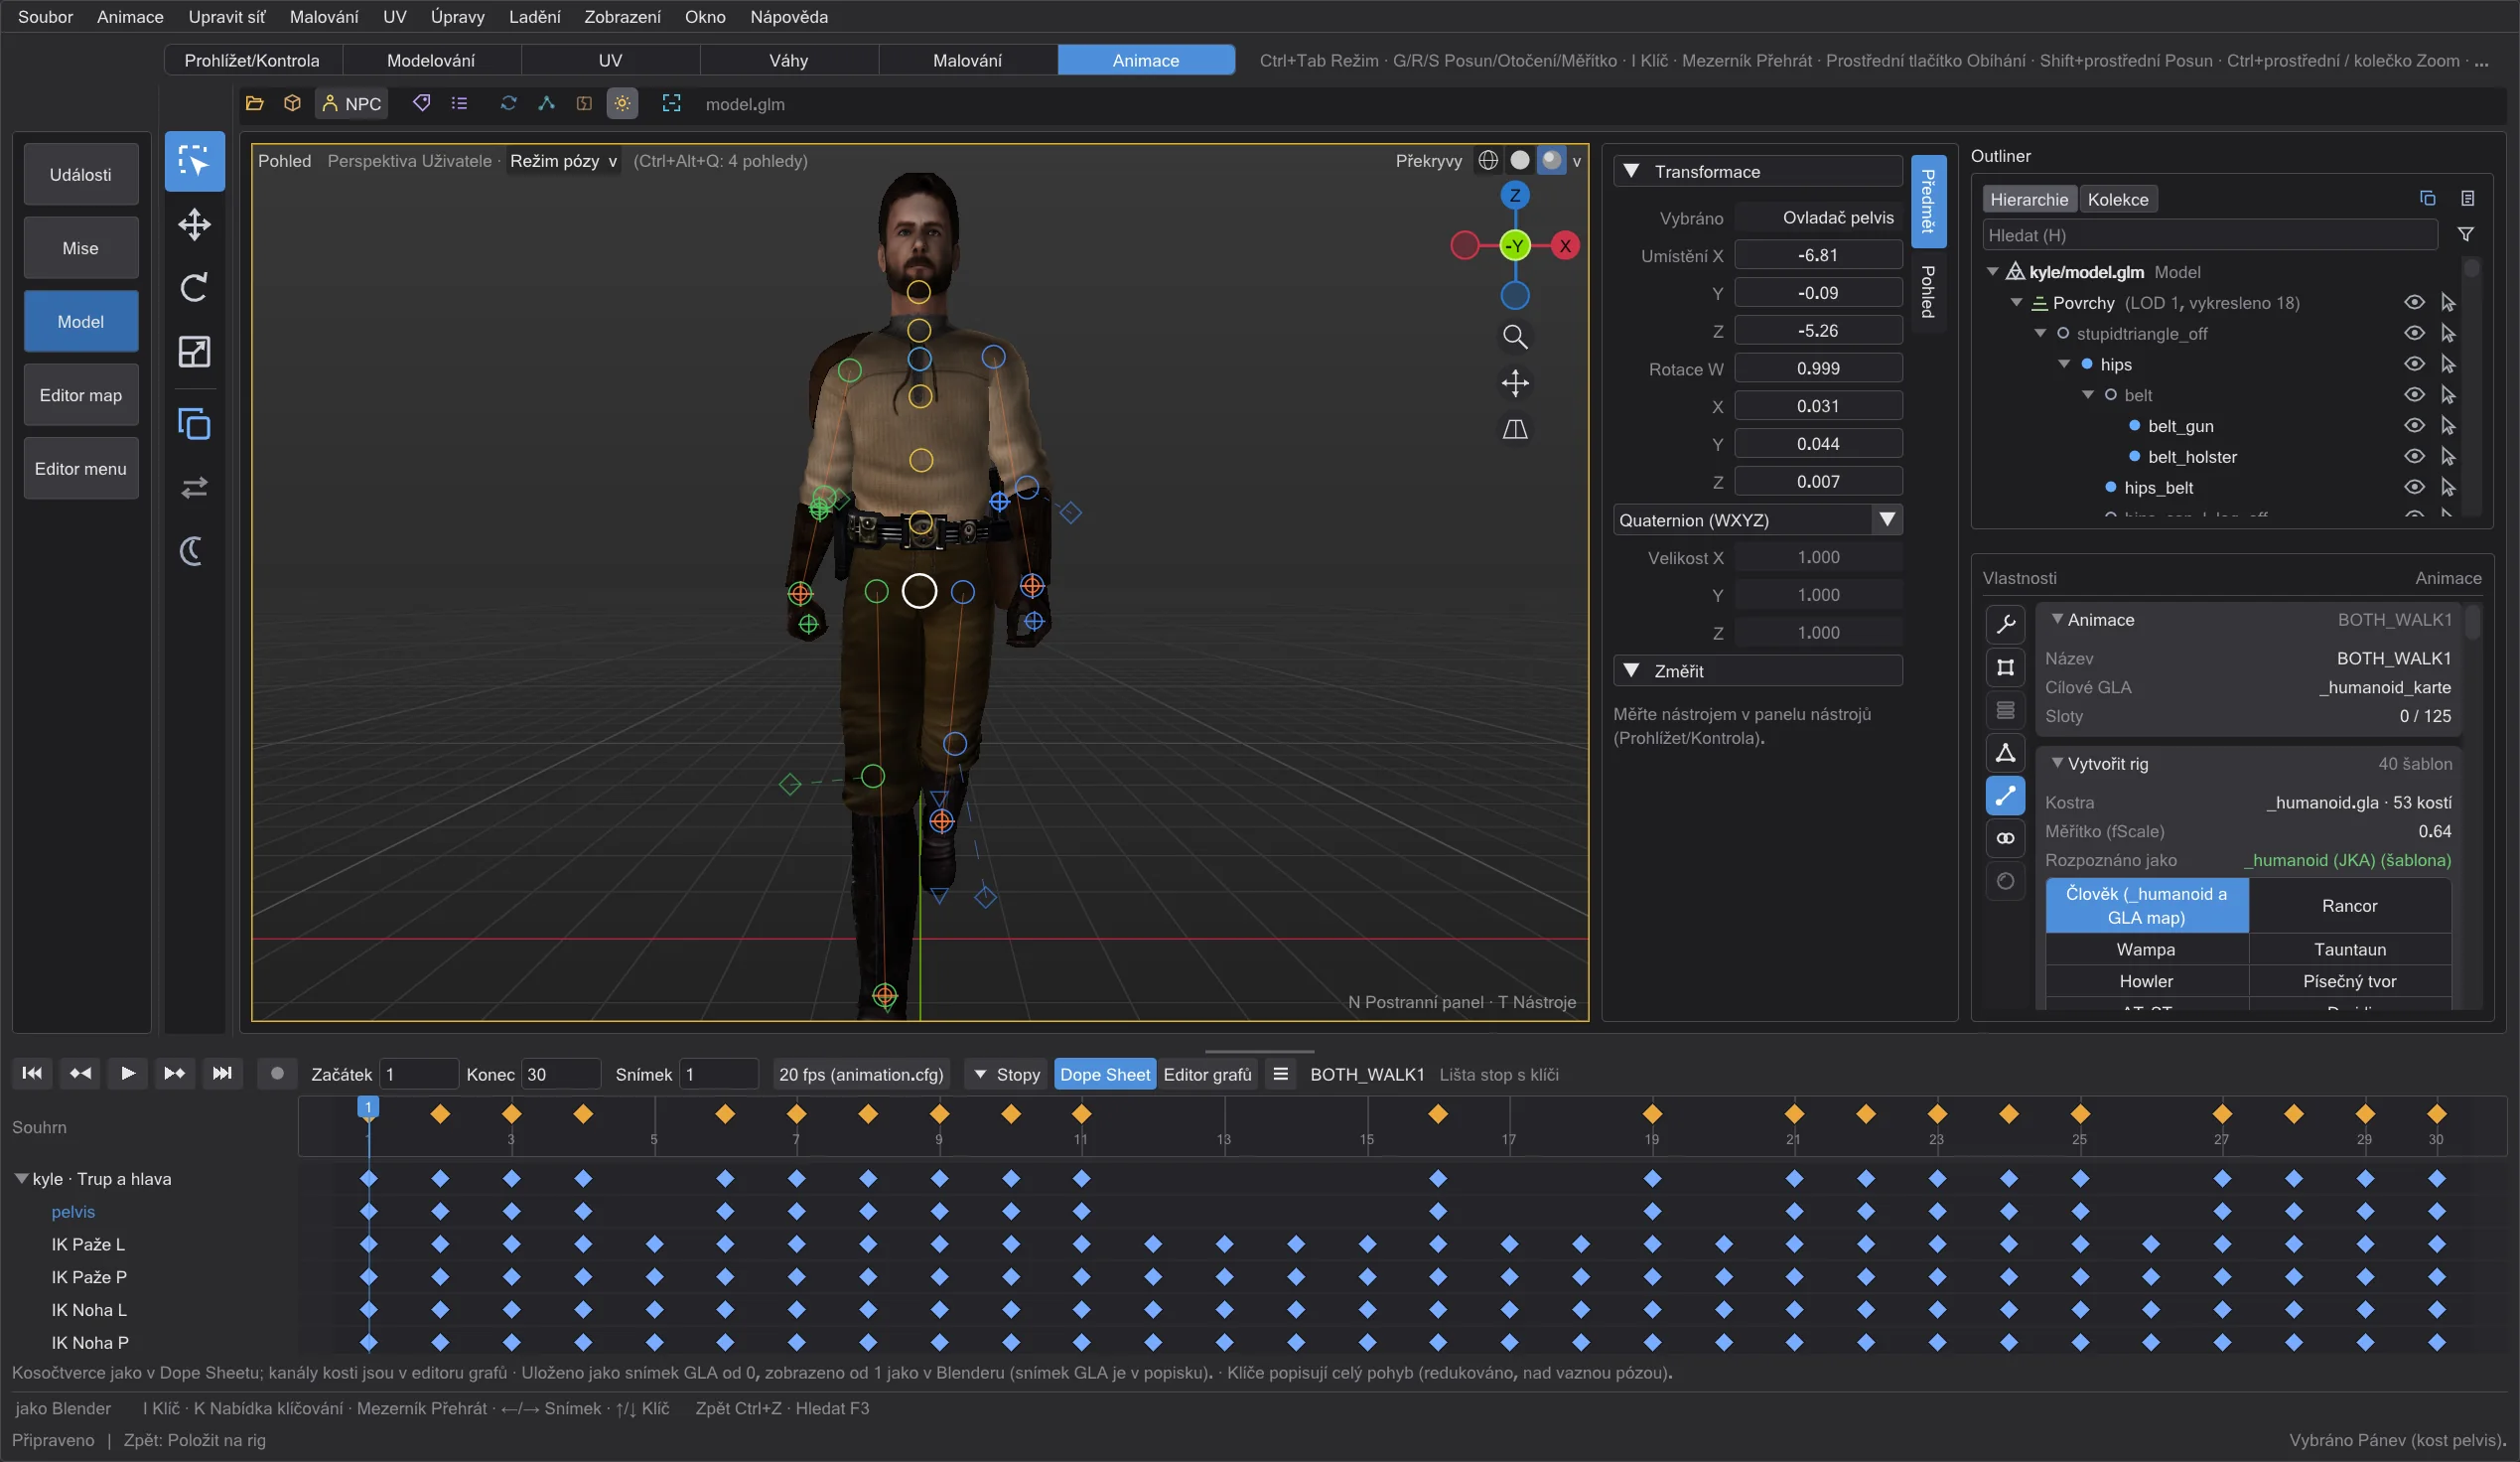 Soubor Animace Upravit síť Malování UV Úpravy Ladění Zobrazení Okno Nápověda
Prohlížet/Kontrola Modelování UV Váhy Malování Animace Ctrl+Tab Režim · G/R/S Posun/Otočení/Měřítko · I Klíč · Mezerník Přehrát · Prostřední tlačítko Obíhání · Shift+prostřední Posun · Ctrl+prostřední / kolečko Zoom · ...
NPC model.glm
Události
Mise
Model
Editor map
Editor menu
Pohled Perspektiva Uživatele · Režim pózy v (Ctrl+Alt+Q: 4 pohledy) Překryvy v
Z
-Y X
N Postranní panel · T Nástroje
Transformace
Vybráno Ovladač pelvis
Umístění X -6.81
Y -0.09
Z -5.26
Rotace W 0.999
X 0.031
Y 0.044
Z 0.007
Quaternion (WXYZ)
Velikost X 1.000
Y 1.000
Z 1.000
Změřit
Měřte nástrojem v panelu nástrojů
(Prohlížet/Kontrola).
Předmět
Pohled
Outliner
Hierarchie Kolekce
Hledat (H)
kyle/model.glm Model
Povrchy (LOD 1, vykresleno 18)
stupidtriangle_off
hips
belt
belt_gun
belt_holster
hips_belt
Vlastnosti Animace
Animace BOTH_WALK1
Název BOTH_WALK1
Cílové GLA _humanoid_karte
Sloty 0 / 125
Vytvořit rig 40 šablon
Kostra _humanoid.gla · 53 kostí
Měřítko (fScale) 0.64
Rozpoznáno jako _humanoid (JKA) (šablona)
Člověk (_humanoid a
GLA map) Rancor
Wampa Tauntaun
Howler Písečný tvor
Začátek 1 Konec 30 Snímek 1 20 fps (animation.cfg) Stopy Dope Sheet Editor grafů BOTH_WALK1 Lišta stop s klíči
1
Souhrn 1 3 5 7 9 11 13 15 17 19 21 23 25 27 29 30
kyle · Trup a hlava
pelvis
IK Paže L
IK Paže P
IK Noha L
IK Noha P
Kosočtverce jako v Dope Sheetu; kanály kosti jsou v editoru grafů · Uloženo jako snímek GLA od 0, zobrazeno od 1 jako v Blenderu (snímek GLA je v popisku). · Klíče popisují celý pohyb (redukováno, nad vaznou pózou).
jako Blender I Klíč · K Nabídka klíčování · Mezerník Přehrát · ←/→ Snímek · ↑/↓ Klíč Zpět Ctrl+Z · Hledat F3
Připraveno | Zpět: Položit na rig Vybráno Pánev (kost pelvis).